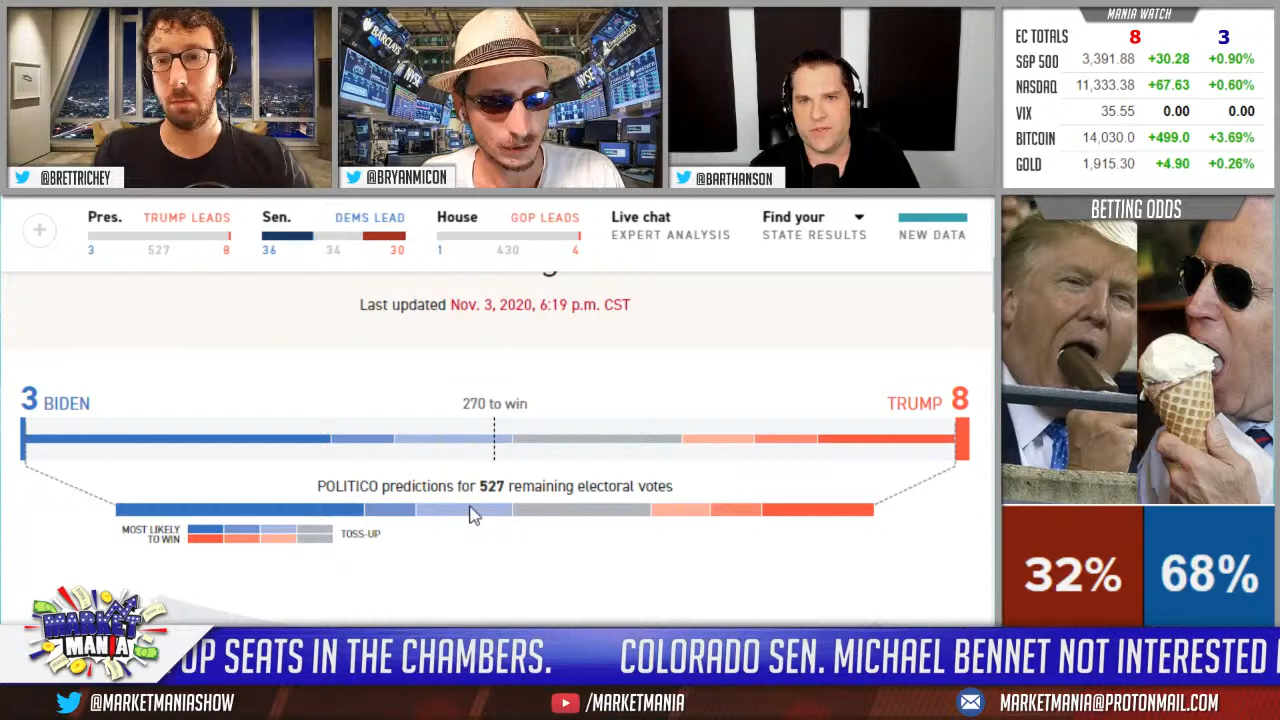 BARCLAYS
NYSE
@BRETTRICHEY
@BRYANMICON
@BARTHANSON
MANIA WATCH
EC TOTALS 8 3
S&P 500 3,391.88 +30.28 +0.90%
NASDAQ 11,333.38 +67.63 +0.60%
VIX 35.55 0.00 0.00
BITCOIN 14,030.0 +499.0 +3.69%
GOLD 1,915.30 +4.90 +0.26%
Pres. TRUMP LEADS
3 527 8
Sen. DEMS LEAD
36 34 30
House GOP LEADS
1 430 4
Live chat
EXPERT ANALYSIS
Find your
STATE RESULTS
NEW DATA
Last updated Nov. 3, 2020, 6:19 p.m. CST
3 BIDEN
270 to win
TRUMP 8
POLITICO predictions for 527 remaining electoral votes
MOST LIKELY
TO WIN
TOSS-UP
BETTING ODDS
32% 68%
MARKET
MANIA
UP SEATS IN THE CHAMBERS. COLORADO SEN. MICHAEL BENNET NOT INTERESTED
@MARKETMANIASHOW
/MARKETMANIA
MARKETMANIA@PROTONMAIL.COM